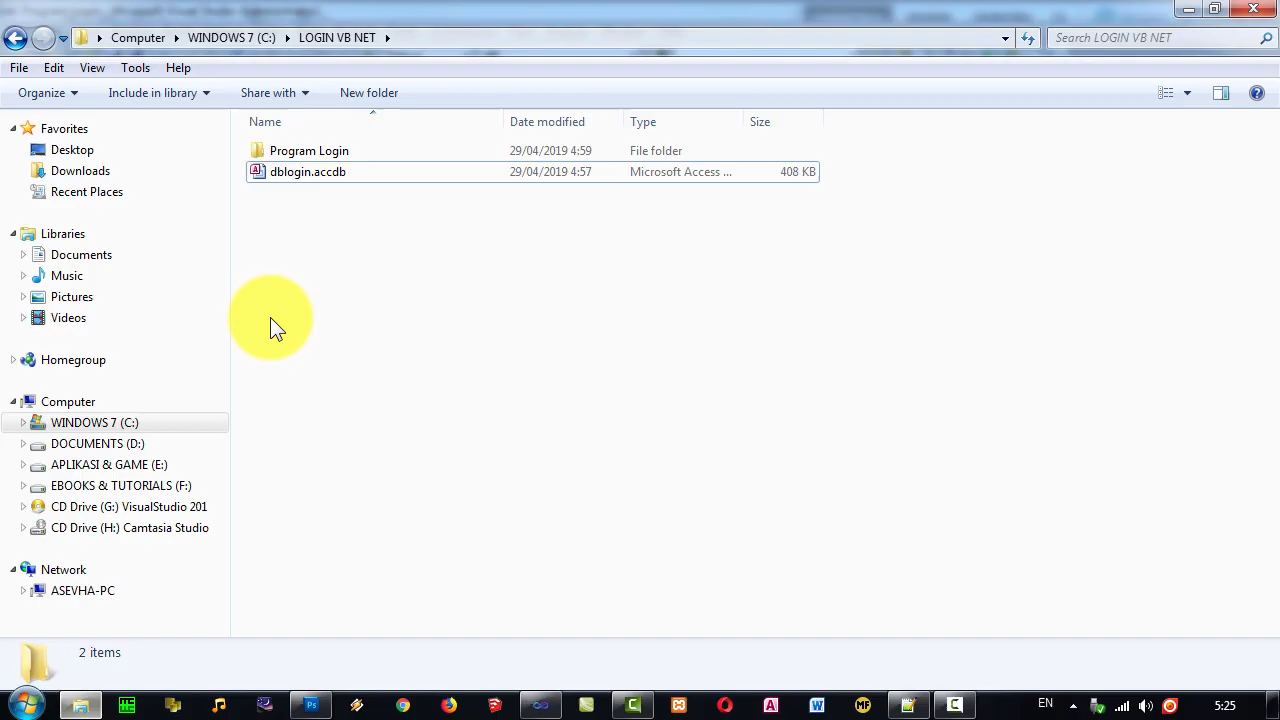 Computer WINDOWS 7 (C:) LOGIN VB NET Search LOGIN VB NET
File Edit View Tools Help
Organize Include in library Share with New folder
Name Date modified Type Size
Favorites
Desktop
Downloads
Recent Places
Libraries
Documents
Music
Pictures
Videos
Homegroup
Computer
WINDOWS 7 (C:)
DOCUMENTS (D:)
APLIKASI & GAME (E:)
EBOOKS & TUTORIALS (F:)
CD Drive (G:) VisualStudio 201
CD Drive (H:) Camtasia Studio
Network
ASEVHA-PC
Program Login 29/04/2019 4:59 File folder
dblogin.accdb 29/04/2019 4:57 Microsoft Access ... 408 KB
2 items
EN 5:25